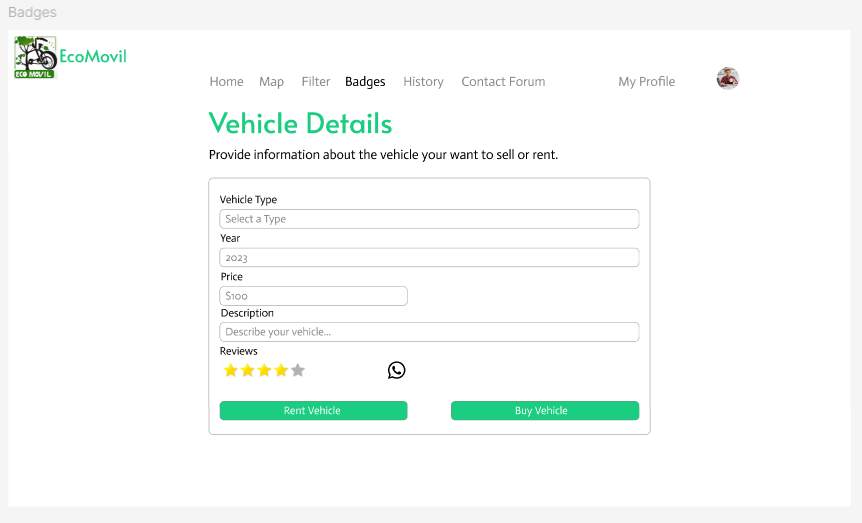 Badges
ECO MOVIL
EcoMovil
Home Map Filter Badges History Contact Forum My Profile
Vehicle Details
Provide information about the vehicle your want to sell or rent.
Vehicle Type
Select a Type
Year
2023
Price
$100
Description
Describe your vehicle...
Reviews
Rent Vehicle Buy Vehicle